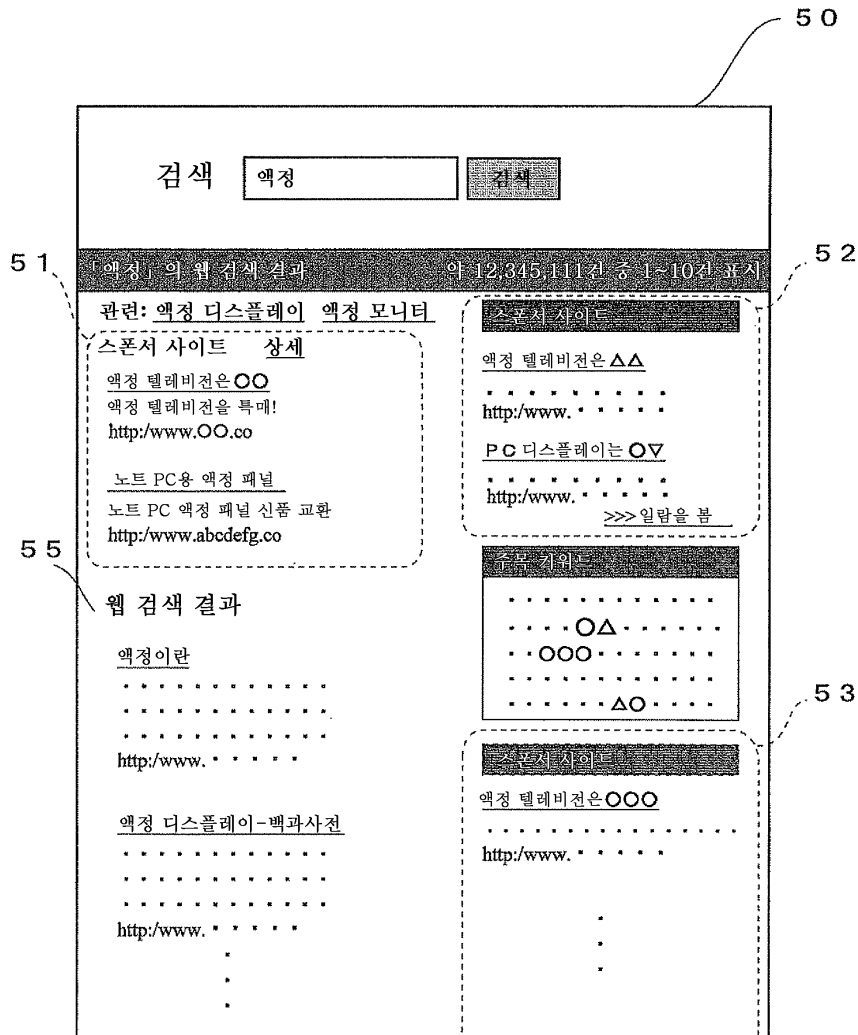 50
검색 액정 검색
51
52
「액정」의 웹 검색 결과 약 12,345,111건 중 1~10건 표시
관련: 액정 디스플레이 액정 모니터
스폰서 사이트 상세
액정 텔레비전은○○
액정 텔레비전을 특매!
http:/www.○○.co
노트 PC용 액정 패널
노트 PC 액정 패널 신품 교환
http:/www.abcdefg.co
스폰서 사이트
액정 텔레비전은△△
http:/www.
PC 디스플레이는○▽
http:/www.
>>>일람을 봄
55
웹 검색 결과
액정이란
http:/www.
액정 디스플레이-백과사전
http:/www.
주목 키워드
○△
○○○
△○
53
스폰서 사이트
액정 텔레비전은○○○
http:/www.